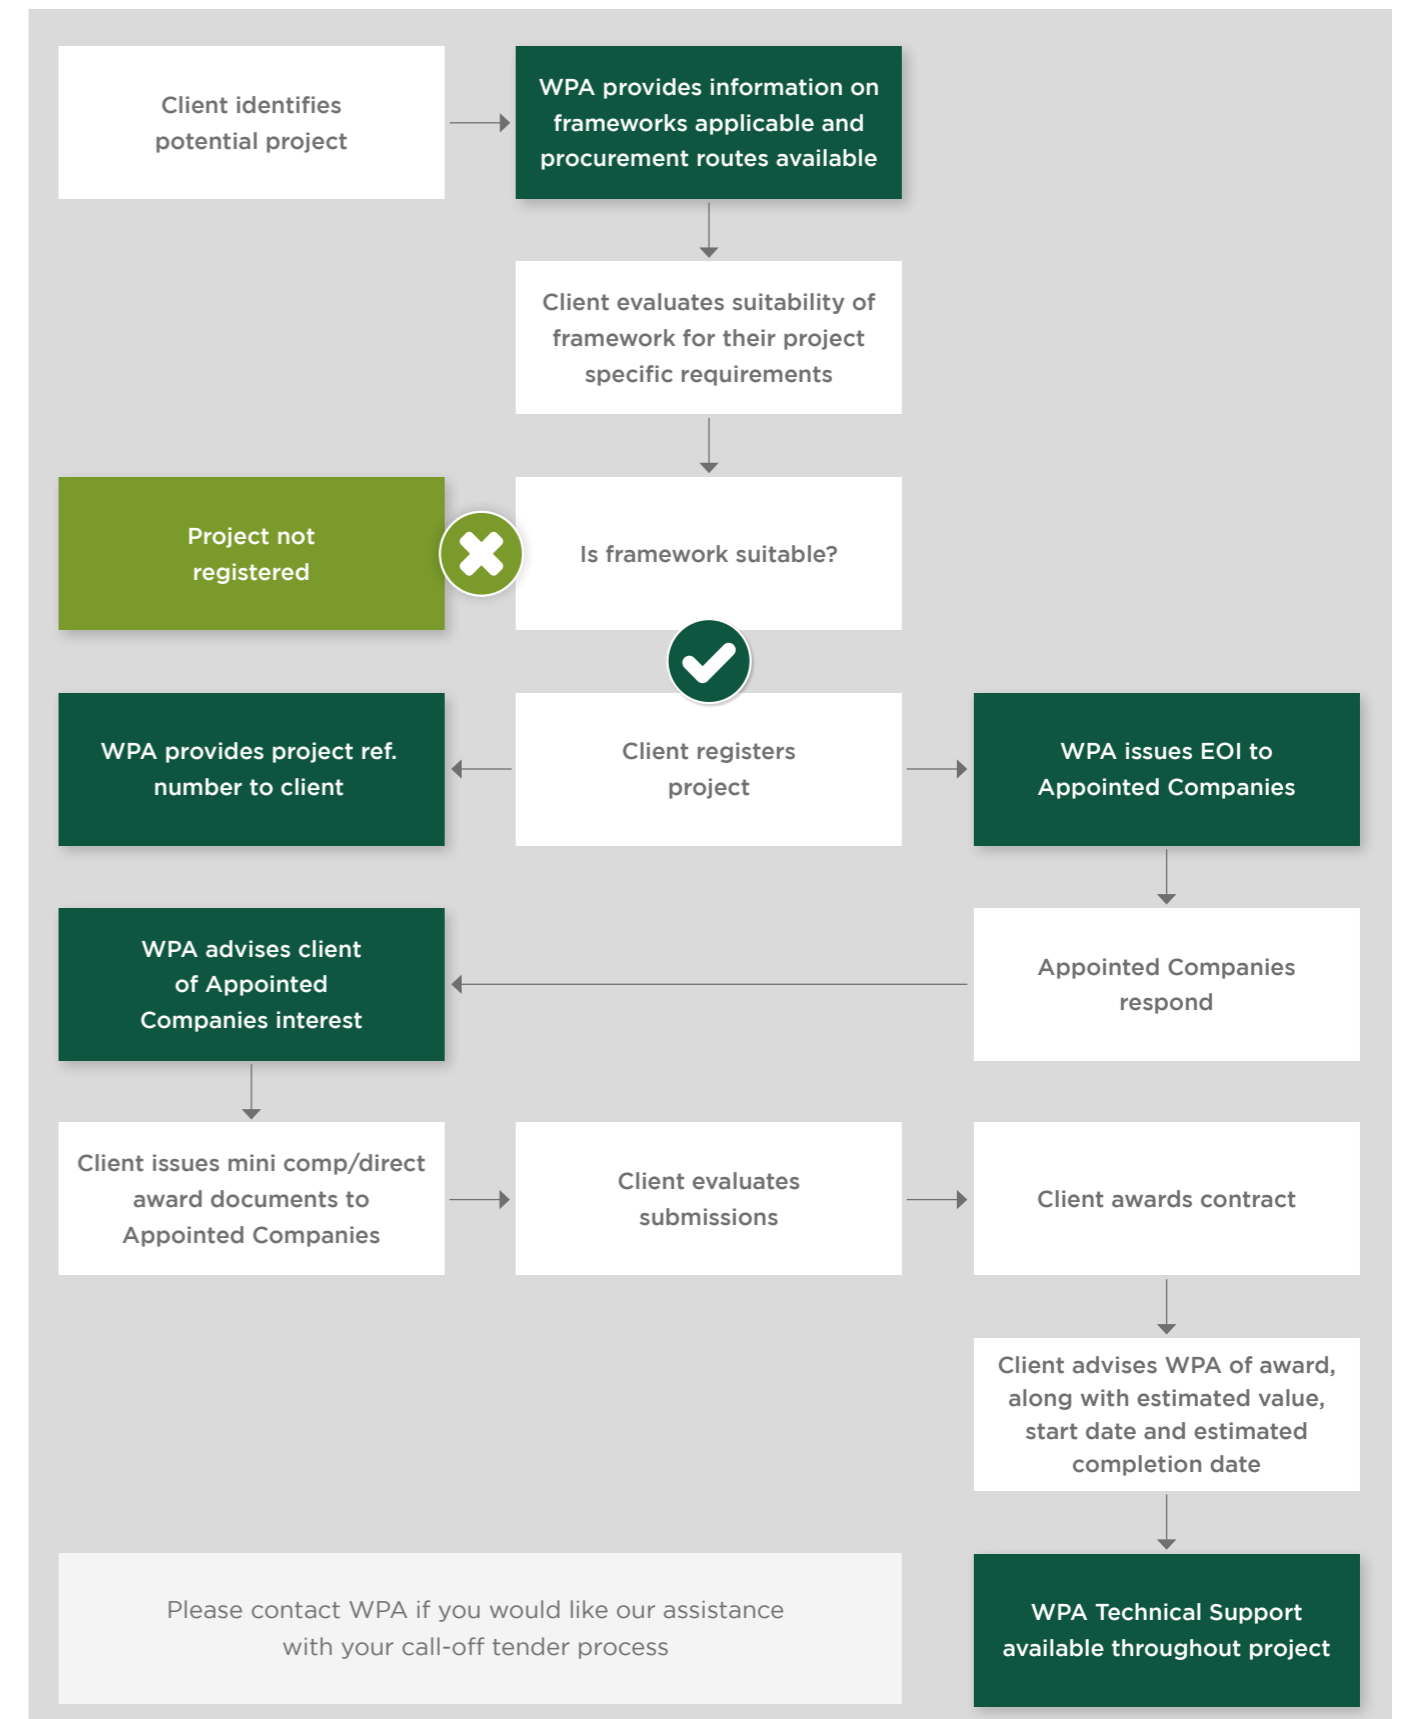 Client identifies
potential project
WPA provides information on
frameworks applicable and
procurement routes available
Client evaluates suitability of
framework for their project
specific requirements
Project not
registered
Is framework suitable?
WPA provides project ref.
number to client
Client registers
project
WPA issues EOI to
Appointed Companies
WPA advises client
of Appointed
Companies interest
Appointed Companies
respond
Client issues mini comp/direct
award documents to
Appointed Companies
Client evaluates
submissions
Client awards contract
Client advises WPA of award,
along with estimated value,
start date and estimated
completion date
Please contact WPA if you would like our assistance
with your call-off tender process
WPA Technical Support
available throughout project